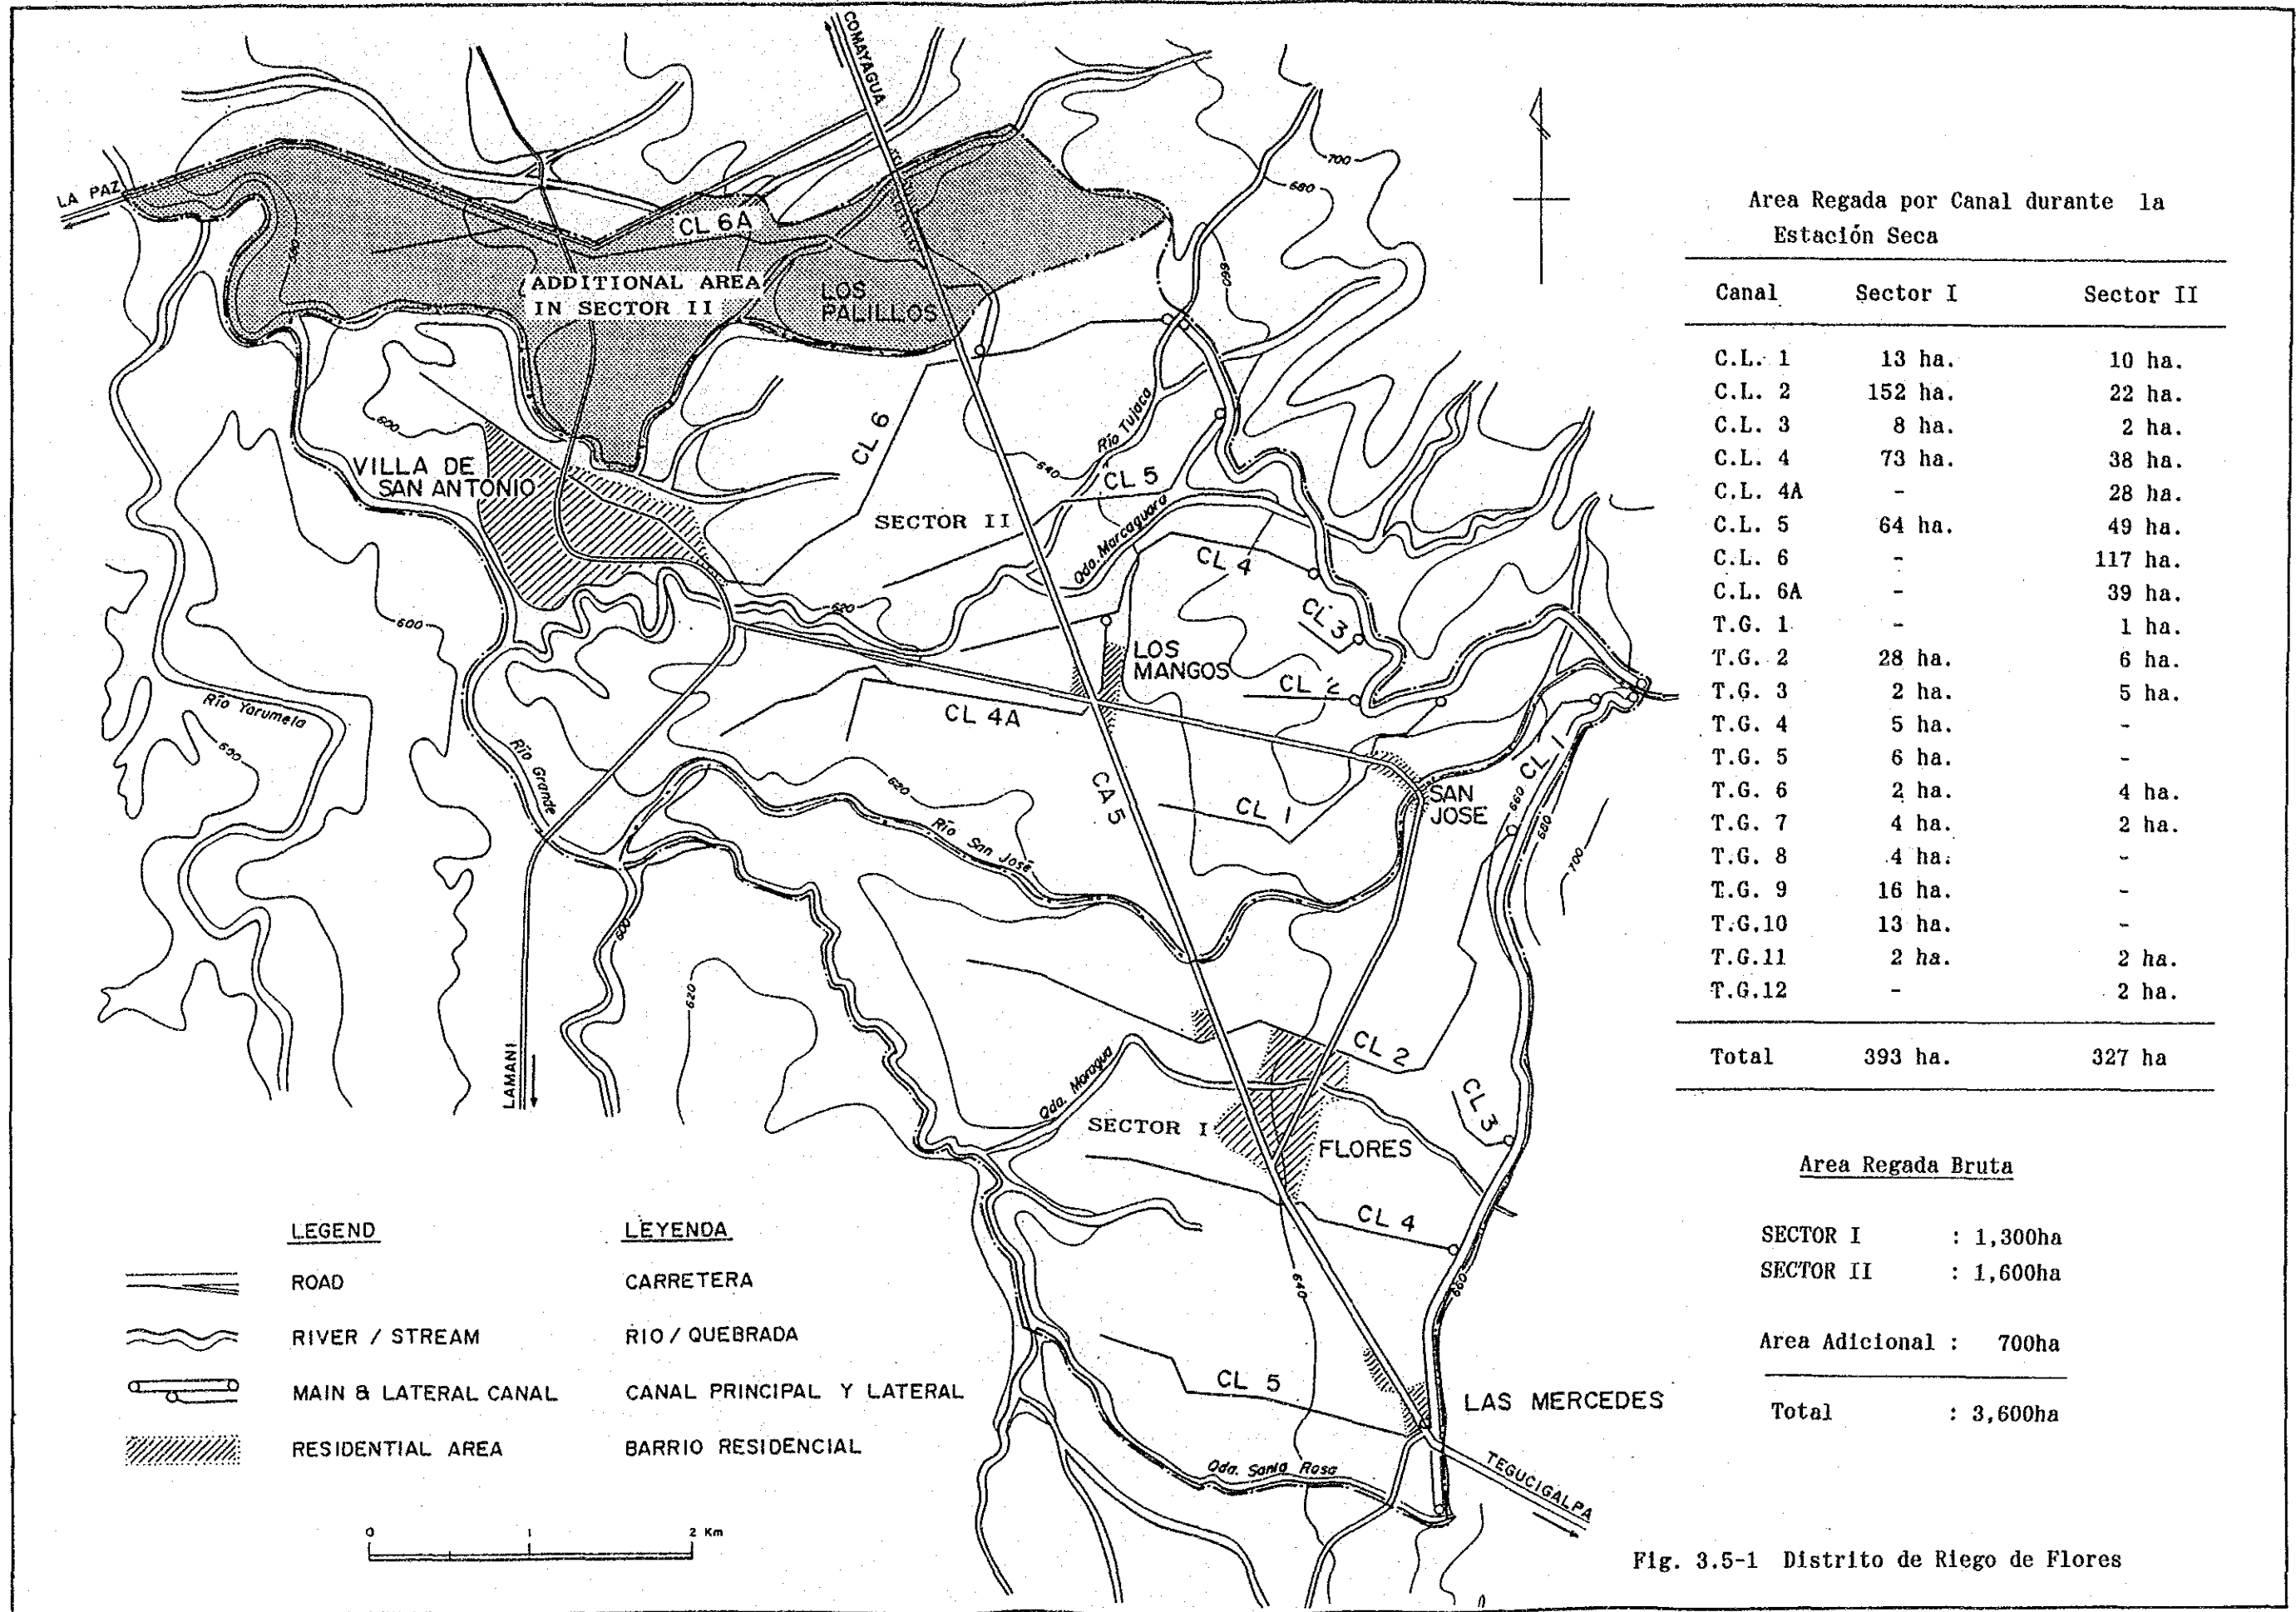 COMAYAGUA
LA PAZ
CL 6A
ADDITIONAL AREA
IN SECTOR II
LOS
PALILLOS
700
680
660
600
600
VILLA DE
SAN ANTONIO
CL 6
Río Tujaca
640
CL 5
SECTOR II
Qda. Marcaguara
CL 4
CL 3
620
600
LOS
MANGOS
CL 2
CL 4A
Río Yarumela
600
Río Grande
CA 5
620
CL 1
CL 1
SAN
JOSE
660
680
700
Río San José
600
620
LAMANI
CL 2
Qda. Moragua
SECTOR I
FLORES
CL 3
CL 4
640
660
CL 5
LAS MERCEDES
Qda. Santa Rosa
TEGUCIGALPA
LEGEND LEYENDA
ROAD CARRETERA
RIVER / STREAM RIO / QUEBRADA
MAIN & LATERAL CANAL CANAL PRINCIPAL Y LATERAL
RESIDENTIAL AREA BARRIO RESIDENCIAL
0 1 2 Km
Area Regada por Canal durante la
Estación Seca
Canal Sector I Sector II
C.L. 1 13 ha. 10 ha.
C.L. 2 152 ha. 22 ha.
C.L. 3 8 ha. 2 ha.
C.L. 4 73 ha. 38 ha.
C.L. 4A - 28 ha.
C.L. 5 64 ha. 49 ha.
C.L. 6 - 117 ha.
C.L. 6A - 39 ha.
T.G. 1 - 1 ha.
T.G. 2 28 ha. 6 ha.
T.G. 3 2 ha. 5 ha.
T.G. 4 5 ha. -
T.G. 5 6 ha. -
T.G. 6 2 ha. 4 ha.
T.G. 7 4 ha. 2 ha.
T.G. 8 4 ha. -
T.G. 9 16 ha. -
T.G.10 13 ha. -
T.G.11 2 ha. 2 ha.
T.G.12 - 2 ha.
Total 393 ha. 327 ha
Area Regada Bruta
SECTOR I : 1,300ha
SECTOR II : 1,600ha
Area Adicional : 700ha
Total : 3,600ha
Fig. 3.5-1 Distrito de Riego de Flores